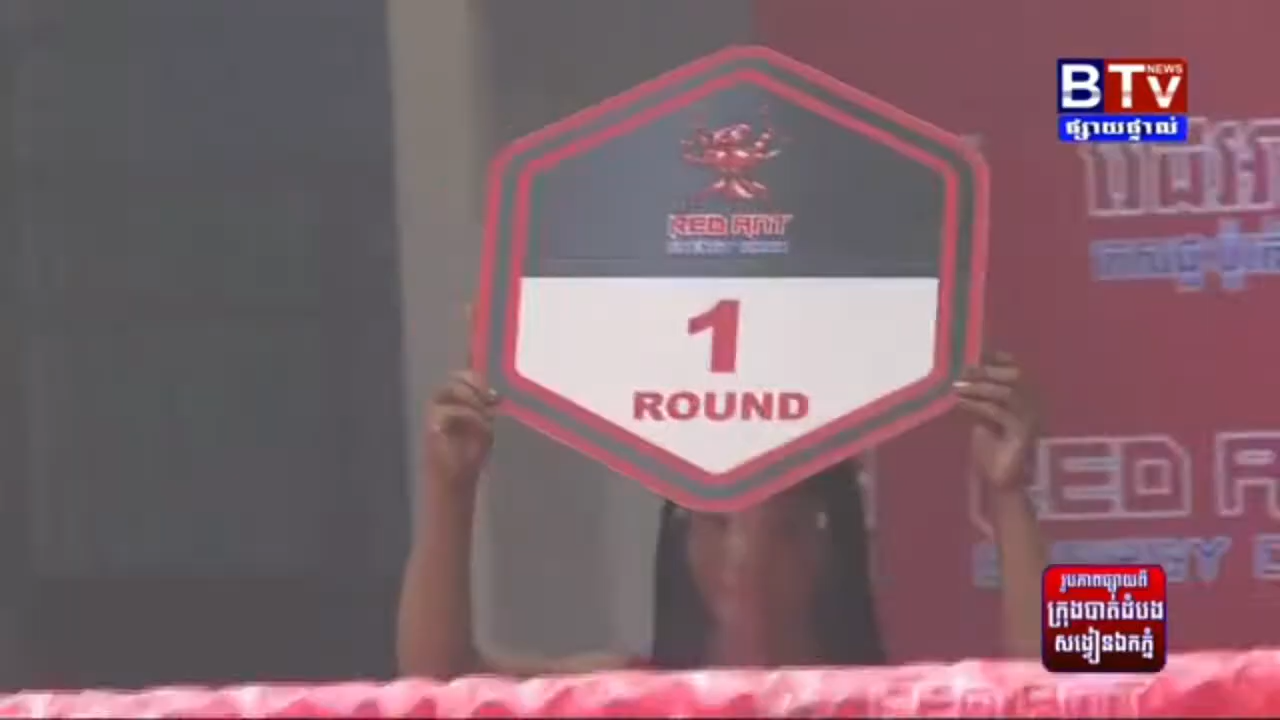 BTV NEWS
ផ្សាយផ្ទាល់
RED ANT
1
ROUND
RED A
រូបភាពផ្សាយពី
ក្រុងបាត់ដំបង
សង្វៀនឯកភ្នំ